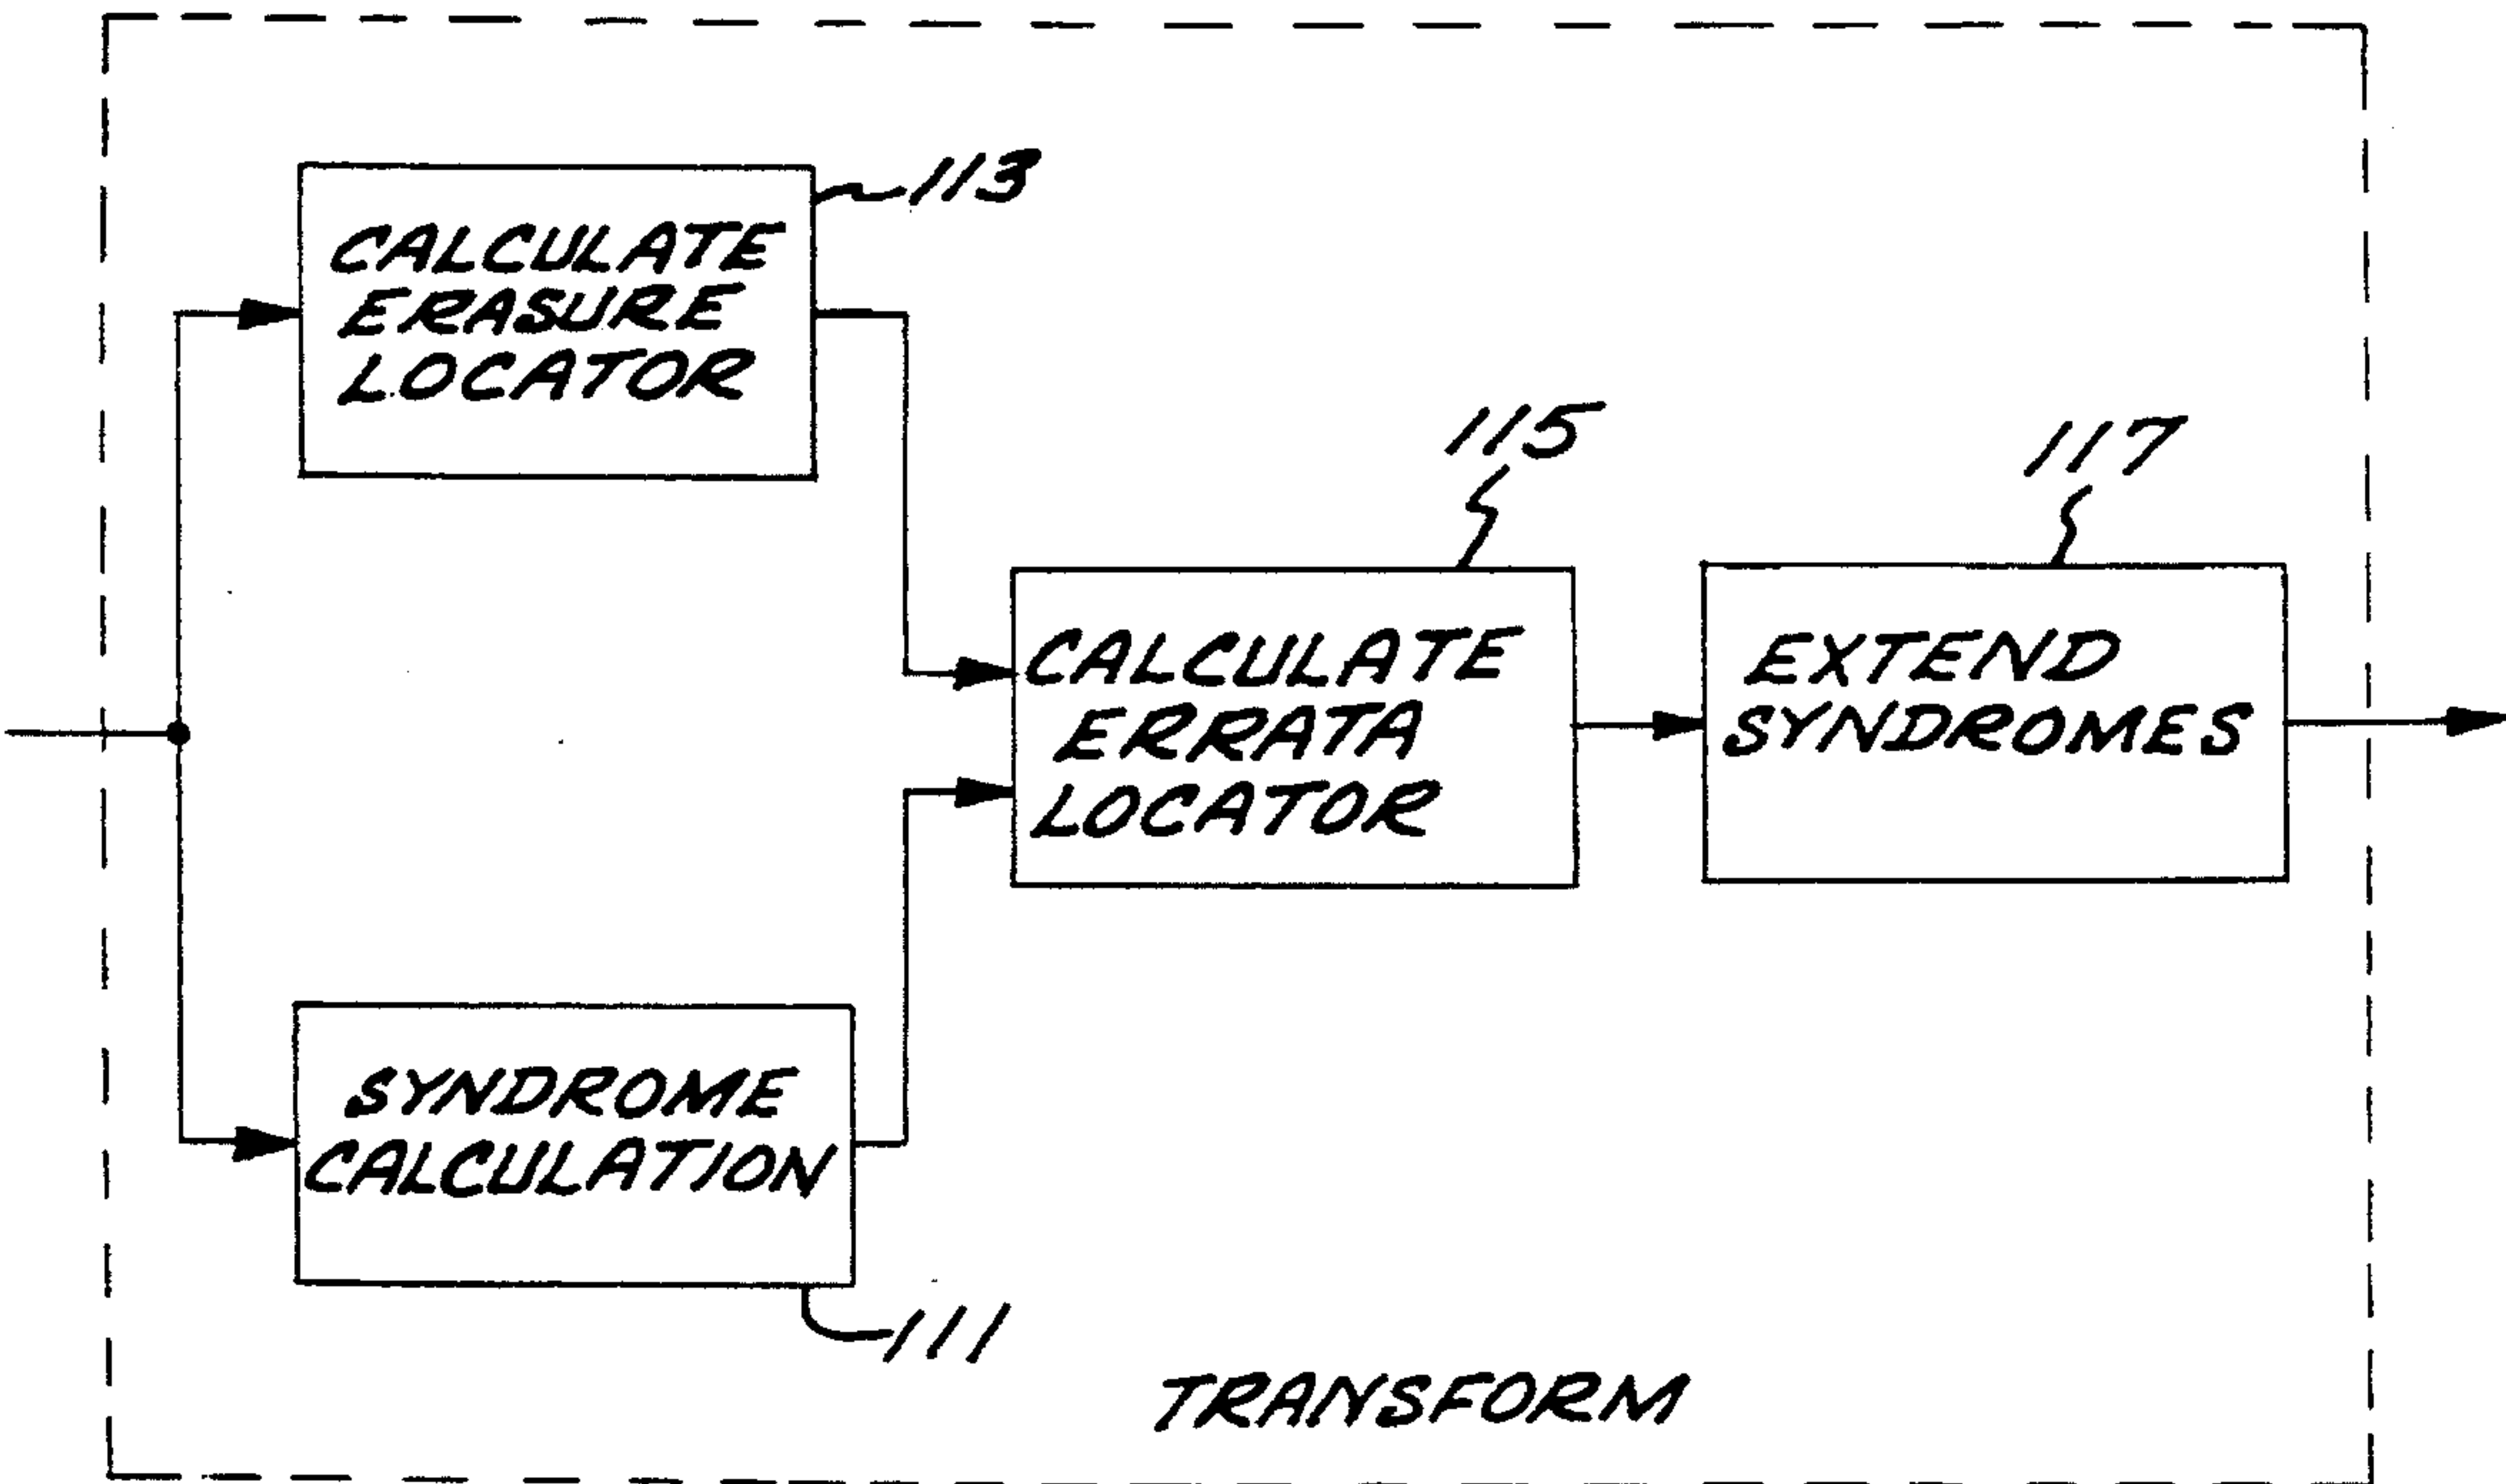 113
CALCULATE
ERASURE
LOCATOR
115
117
CALCULATE
ERRATA
LOCATOR
EXTEND
SYNDROMES
SYNDROME
CALCULATION
111
TRANSFORM